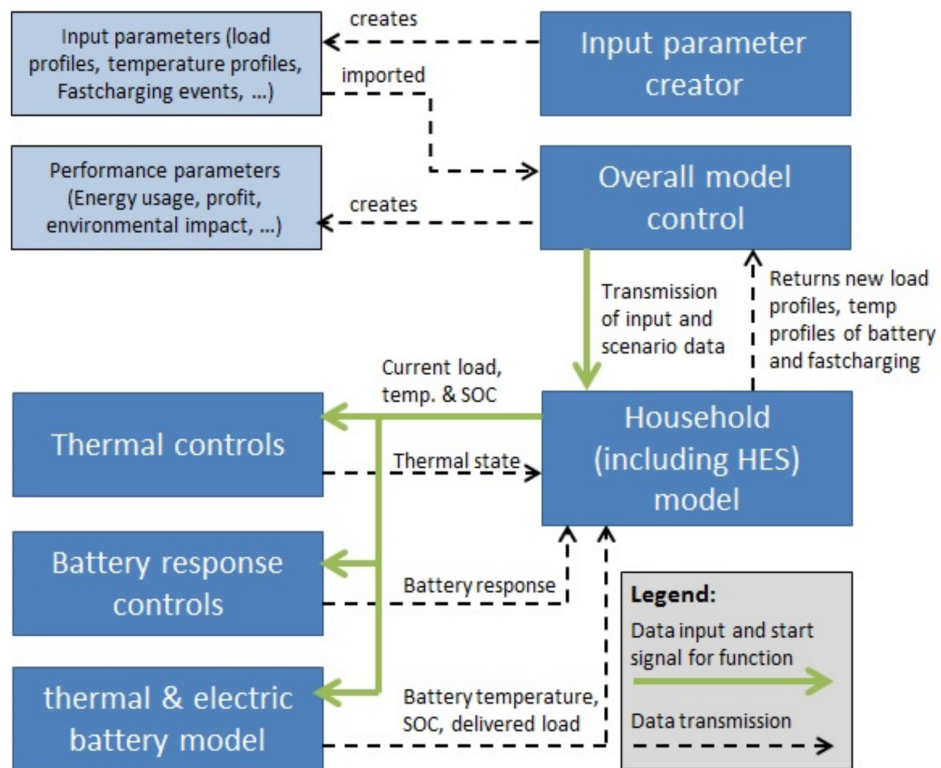 Input parameters (load
profiles, temperature profiles,
Fastcharging events, ...)
creates
imported
Input parameter
creator
Performance parameters
(Energy usage, profit,
environmental impact, ...)
creates
Overall model
control
Transmission
of input and
scenario data
Returns new load
profiles, temp
profiles of battery
and fastcharging
Current load,
temp. & SOC
Thermal controls
Thermal state
Household
(including HES)
model
Battery response
controls
Battery response
thermal & electric
battery model
Battery temperature,
SOC, delivered load
Legend:
Data input and start
signal for function
Data transmission